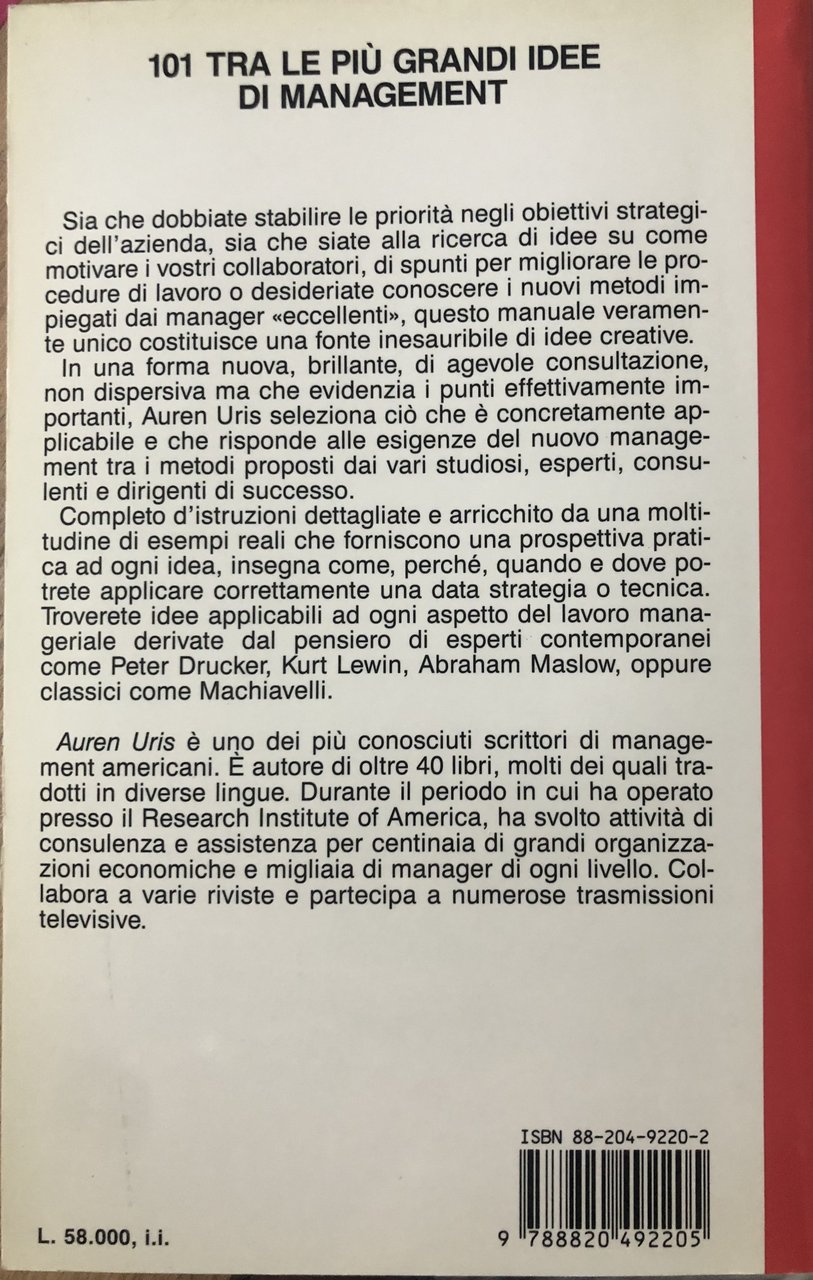 101 TRA LE PIÙ GRANDI IDEE
DI MANAGEMENT
Sia che dobbiate stabilire le priorità negli obiettivi strategi-
ci dell'azienda, sia che siate alla ricerca di idee su come
motivare i vostri collaboratori, di spunti per migliorare le pro-
cedure di lavoro o desideriate conoscere i nuovi metodi im-
piegati dai manager «eccellenti», questo manuale veramen-
te unico costituisce una fonte inesauribile di idee creative.
In una forma nuova, brillante, di agevole consultazione,
non dispersiva ma che evidenzia i punti effettivamente im-
portanti, Auren Uris seleziona ciò che è concretamente ap-
plicabile e che risponde alle esigenze del nuovo manage-
ment tra i metodi proposti dai vari studiosi, esperti, consu-
lenti e dirigenti di successo.
Completo d'istruzioni dettagliate e arricchito da una molti-
tudine di esempi reali che forniscono una prospettiva prati-
ca ad ogni idea, insegna come, perché, quando e dove po-
trete applicare correttamente una data strategia o tecnica.
Troverete idee applicabili ad ogni aspetto del lavoro mana-
geriale derivate dal pensiero di esperti contemporanei
come Peter Drucker, Kurt Lewin, Abraham Maslow, oppure
classici come Machiavelli.
Auren Uris è uno dei più conosciuti scrittori di manage-
ment americani. È autore di oltre 40 libri, molti dei quali tra-
dotti in diverse lingue. Durante il periodo in cui ha operato
presso il Research Institute of America, ha svolto attività di
consulenza e assistenza per centinaia di grandi organizza-
zioni economiche e migliaia di manager di ogni livello. Col-
labora a varie riviste e partecipa a numerose trasmissioni
televisive.
ISBN 88-204-9220-2
9 788820 492205
L. 58.000, i.i.